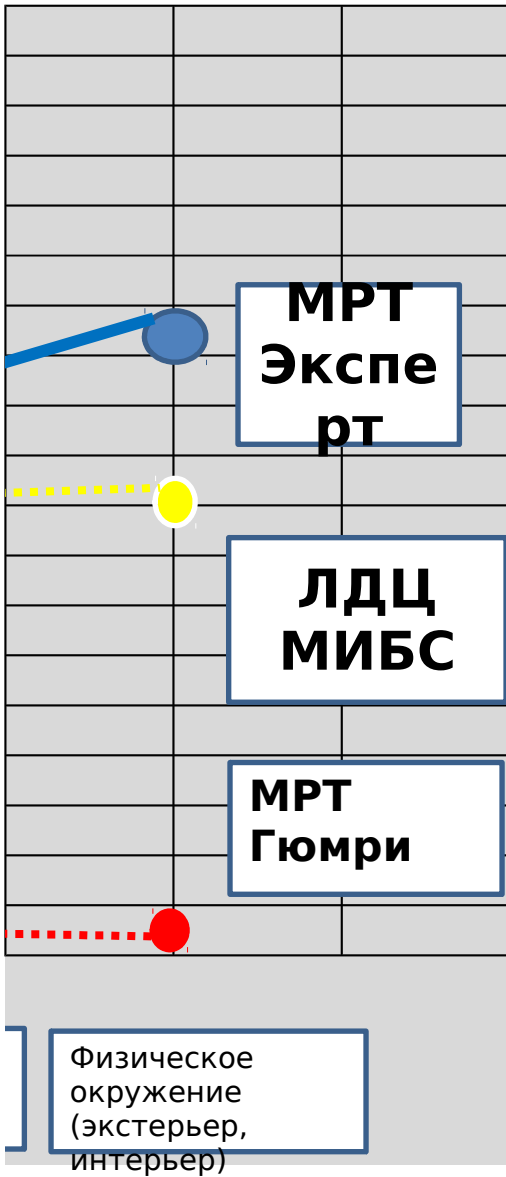 МРТ
Экспе
рт
ЛДЦ
МИБС
МРТ
Гюмри
Физическое
окружение
(экстерьер,
интерьер)